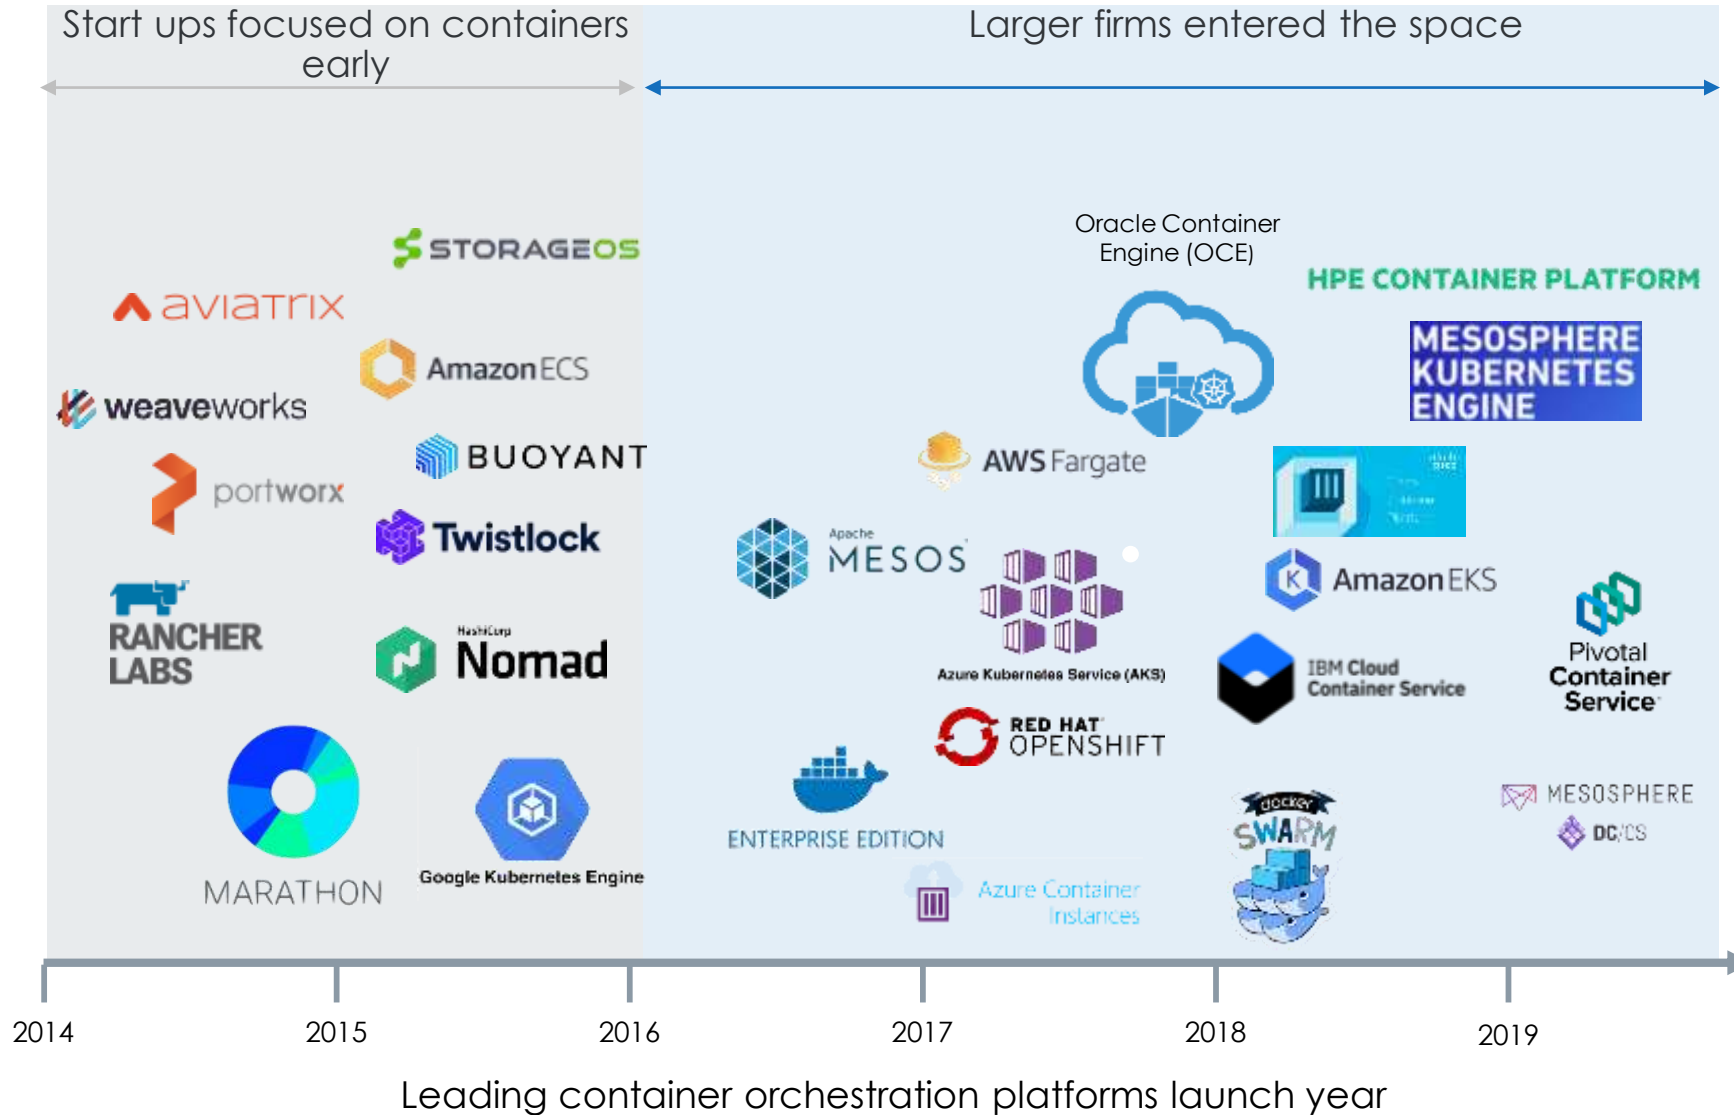 Start ups focused on containers
early
Larger firms entered the space
STORAGEOS
aviatrix
Amazon ECS
weaveworks
BUOYANT
portworx
Twistlock
RANCHER
LABS
HashiCorp
Nomad
MARATHON
Google Kubernetes Engine
Oracle Container
Engine (OCE)
HPE CONTAINER PLATFORM
MESOSPHERE
KUBERNETES
ENGINE
AWS Fargate
Apache
MESOS
Azure Kubernetes Service (AKS)
K
Amazon EKS
IBM Cloud
Container Service
Pivotal
Container
Service
RED HAT
OPENSHIFT
ENTERPRISE EDITION
Azure Container
Instances
docker
SWARM
MESOSPHERE
DC/OS
2014
2015
2016
2017
2018
2019
Leading container orchestration platforms launch year